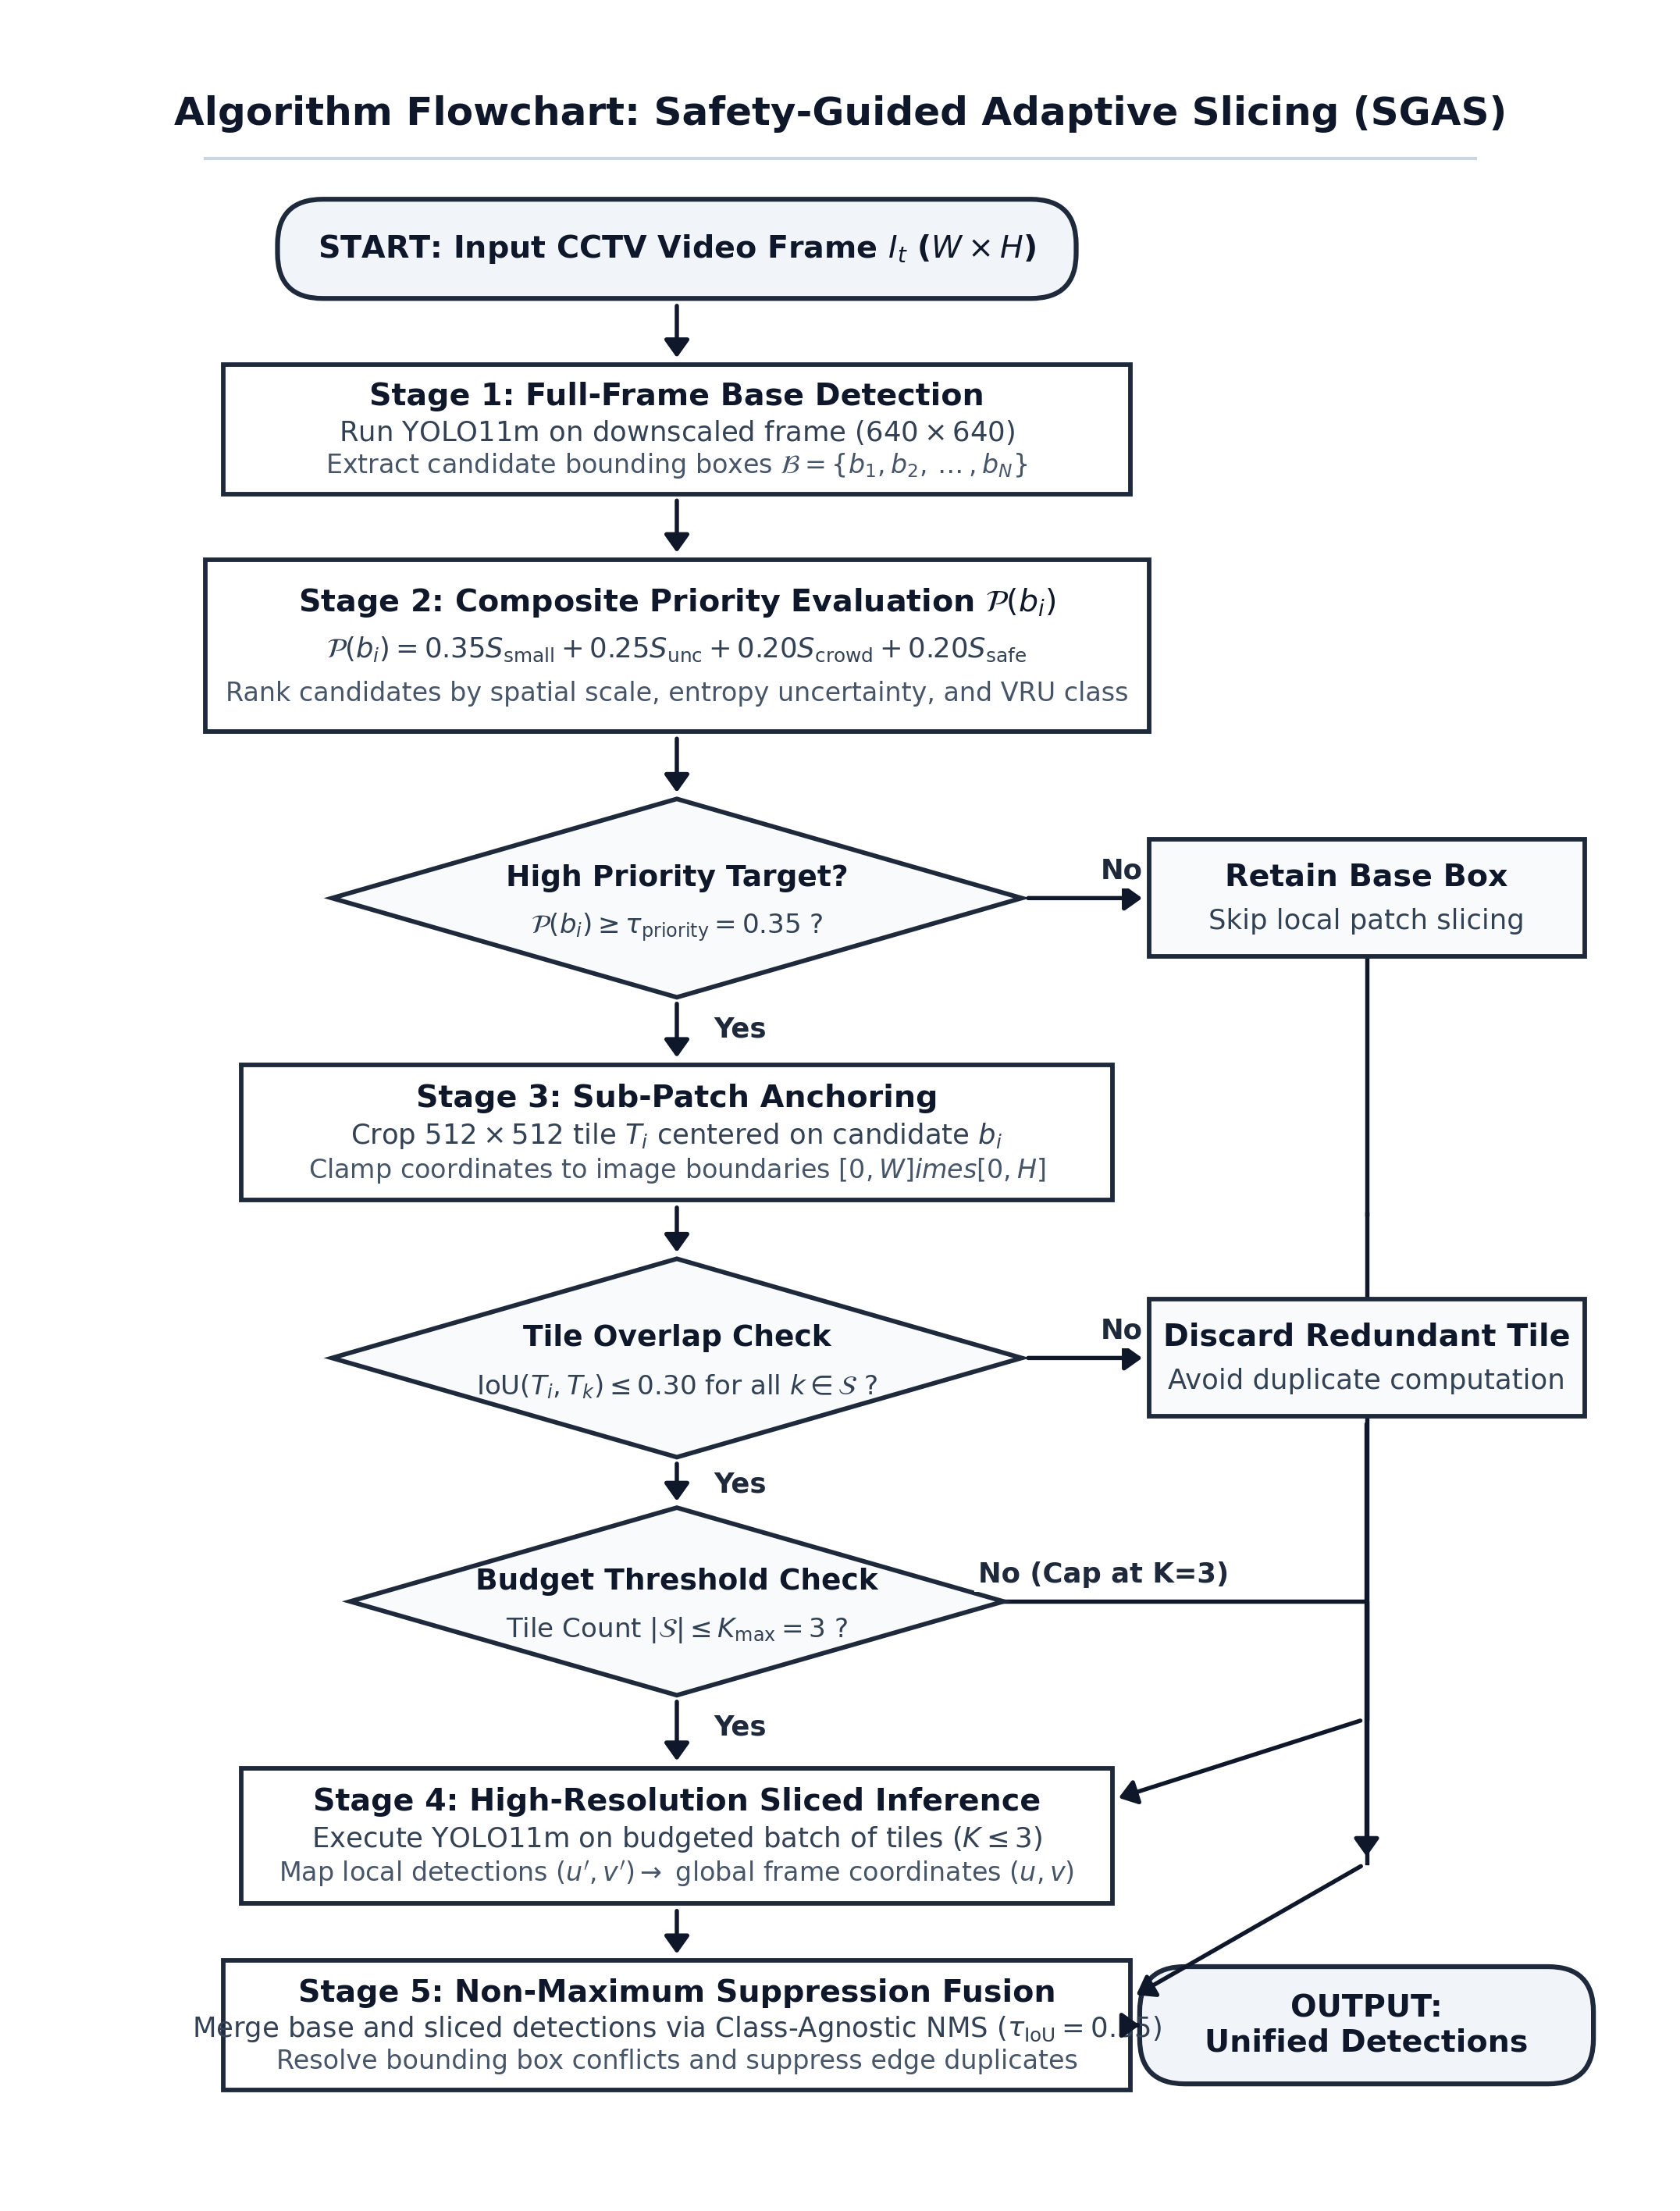 Algorithm Flowchart: Safety-Guided Adaptive Slicing (SGAS)
START: Input CCTV Video Frame I_t (W × H)
Stage 1: Full-Frame Base Detection
Run YOLO11m on downscaled frame (640 × 640)
Extract candidate bounding boxes ℬ = {b_1, b_2, … , b_N}
Stage 2: Composite Priority Evaluation 𝒫(b_i)
𝒫(b_i) = 0.35S_small + 0.25S_unc + 0.20S_crowd + 0.20S_safe
Rank candidates by spatial scale, entropy uncertainty, and VRU class
High Priority Target?
𝒫(b_i) ≥ τ_priority = 0.35 ?
No
Retain Base Box
Skip local patch slicing
Yes
Stage 3: Sub-Patch Anchoring
Crop 512 × 512 tile T_i centered on candidate b_i
Clamp coordinates to image boundaries [0, W]imes[0, H]
Tile Overlap Check
IoU(T_i, T_k) ≤ 0.30 for all k ∈ 𝒮 ?
No
Discard Redundant Tile
Avoid duplicate computation
Yes
Budget Threshold Check
Tile Count |𝒮| ≤ K_max = 3 ?
No (Cap at K=3)
Yes
Stage 4: High-Resolution Sliced Inference
Execute YOLO11m on budgeted batch of tiles (K ≤ 3)
Map local detections (u′, v′) → global frame coordinates (u, v)
Stage 5: Non-Maximum Suppression Fusion
Merge base and sliced detections via Class-Agnostic NMS (τ_IoU =
Resolve bounding box conflicts and suppress edge duplicates
OUTPUT:
Unified Detections